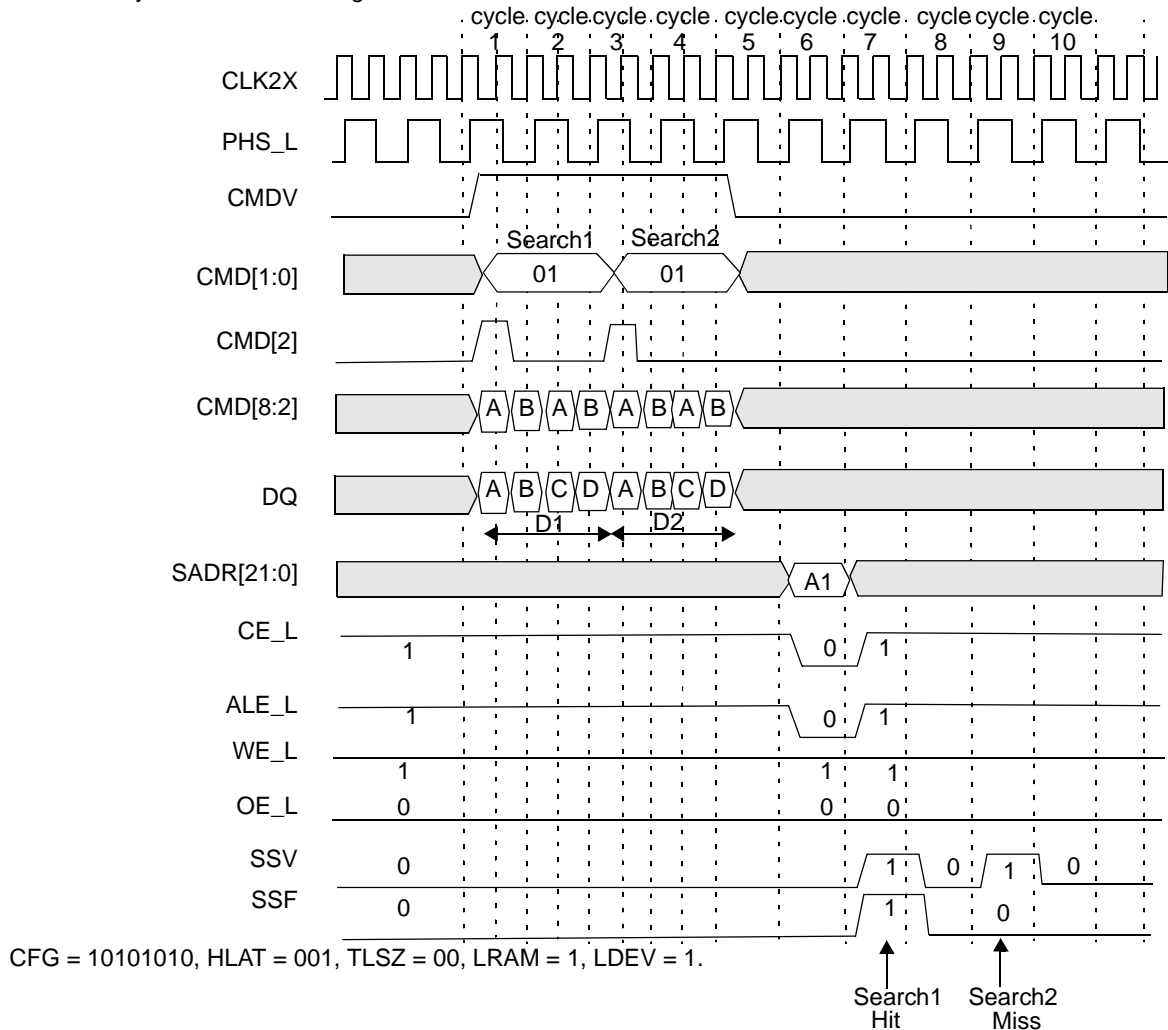 cycle cycle cycle cycle cycle cycle cycle cycle cycle cycle
1 2 3 4 5 6 7 8 9 10
CLK2X
PHS_L
CMDV
Search1 Search2
CMD[1:0] 01 01
CMD[2]
CMD[8:2] A B A B A B A B
DQ A B C D A B C D
D1 D2
SADR[21:0] A1
CE_L 1 0 1
ALE_L 1 0 1
WE_L 1 1 1
OE_L 0 0 0
SSV 0 1 0 1 0
SSF 0 1 0
CFG = 10101010, HLAT = 001, TLSZ = 00, LRAM = 1, LDEV = 1.
Search1 Search2
Hit Miss